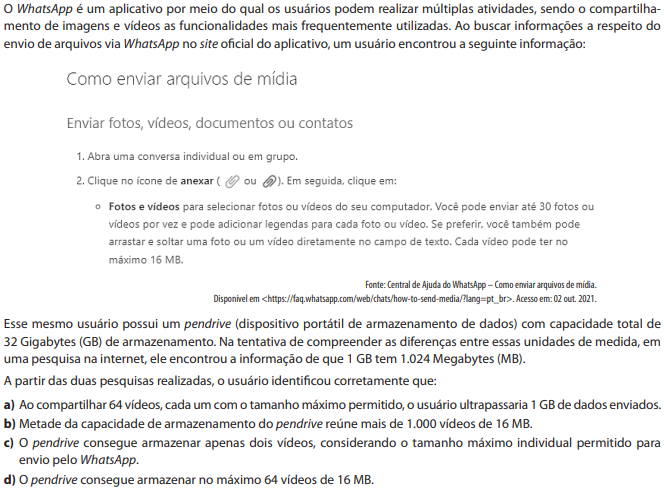 O WhatsApp é um aplicativo por meio do qual os usuários podem realizar múltiplas atividades, sendo o compartilha-
mento de imagens e vídeos as funcionalidades mais frequentemente utilizadas. Ao buscar informações a respeito do
envio de arquivos via WhatsApp no site oficial do aplicativo, um usuário encontrou a seguinte informação:
Como enviar arquivos de mídia
Enviar fotos, vídeos, documentos ou contatos
1. Abra uma conversa individual ou em grupo.
2. Clique no ícone de anexar ( ou ). Em seguida, clique em:
Fotos e vídeos para selecionar fotos ou vídeos do seu computador. Você pode enviar até 30 fotos ou
vídeos por vez e pode adicionar legendas para cada foto ou vídeo. Se preferir, você também pode
arrastar e soltar uma foto ou um vídeo diretamente no campo de texto. Cada vídeo pode ter no
máximo 16 MB.
Fonte: Central de Ajuda do WhatsApp – Como enviar arquivos de mídia.
Disponível em <https://faq.whatsapp.com/web/chats/how-to-send-media/?lang=pt_br>. Acesso em: 02 out. 2021.
Esse mesmo usuário possui um pendrive (dispositivo portátil de armazenamento de dados) com capacidade total de
32 Gigabytes (GB) de armazenamento. Na tentativa de compreender as diferenças entre essas unidades de medida, em
uma pesquisa na internet, ele encontrou a informação de que 1 GB tem 1.024 Megabytes (MB).
A partir das duas pesquisas realizadas, o usuário identificou corretamente que:
a) Ao compartilhar 64 vídeos, cada um com o tamanho máximo permitido, o usuário ultrapassaria 1 GB de dados enviados.
b) Metade da capacidade de armazenamento do pendrive reúne mais de 1.000 vídeos de 16 MB.
c) O pendrive consegue armazenar apenas dois vídeos, considerando o tamanho máximo individual permitido para
envio pelo WhatsApp.
d) O pendrive consegue armazenar no máximo 64 vídeos de 16 MB.